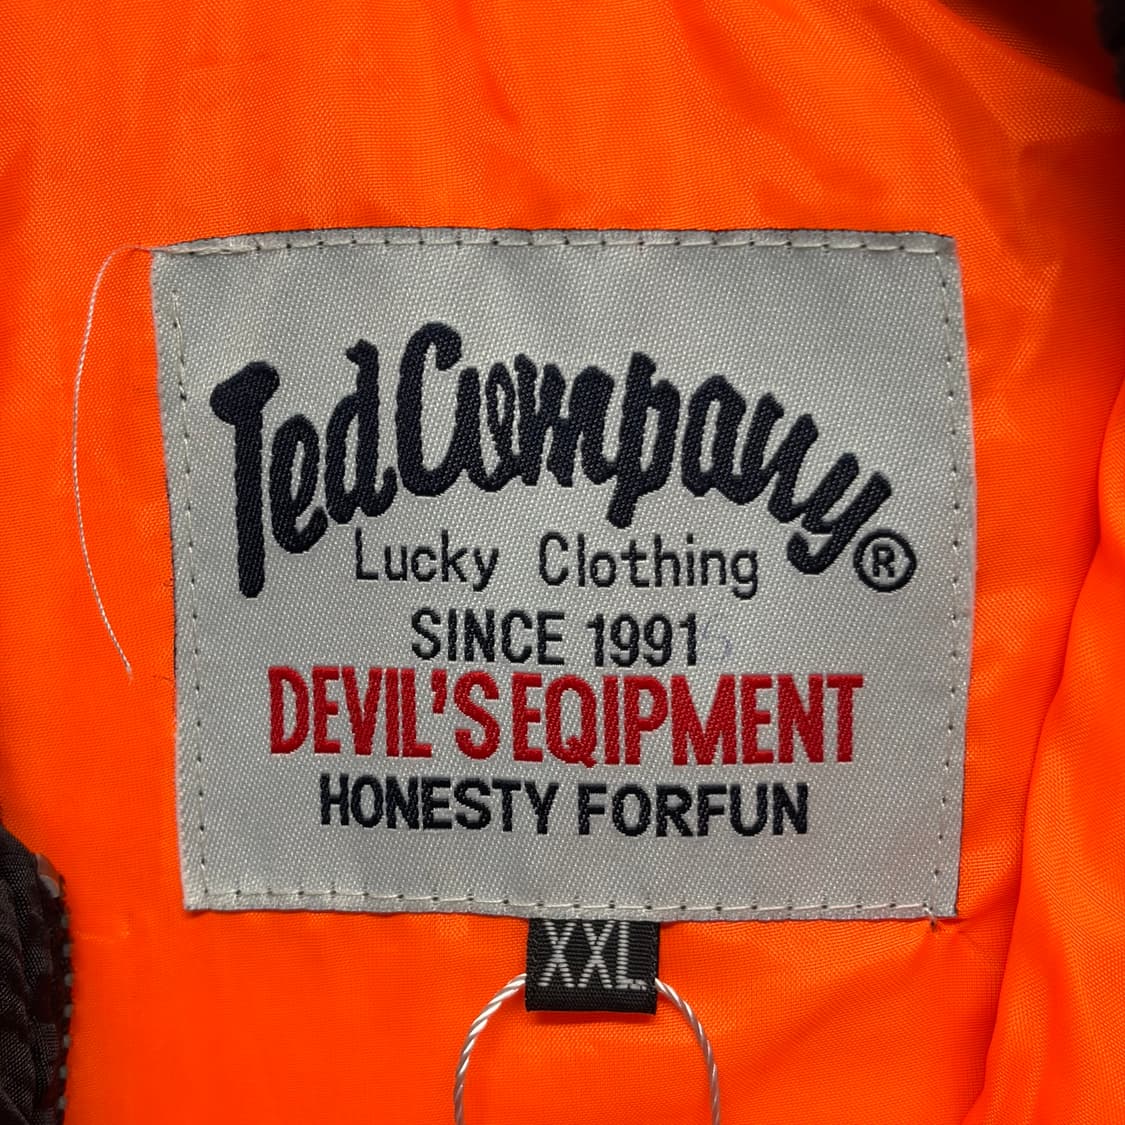 TedCompany®
Lucky Clothing
SINCE 1991
DEVIL'S EQIPMENT
HONESTY FORFUN
XXL